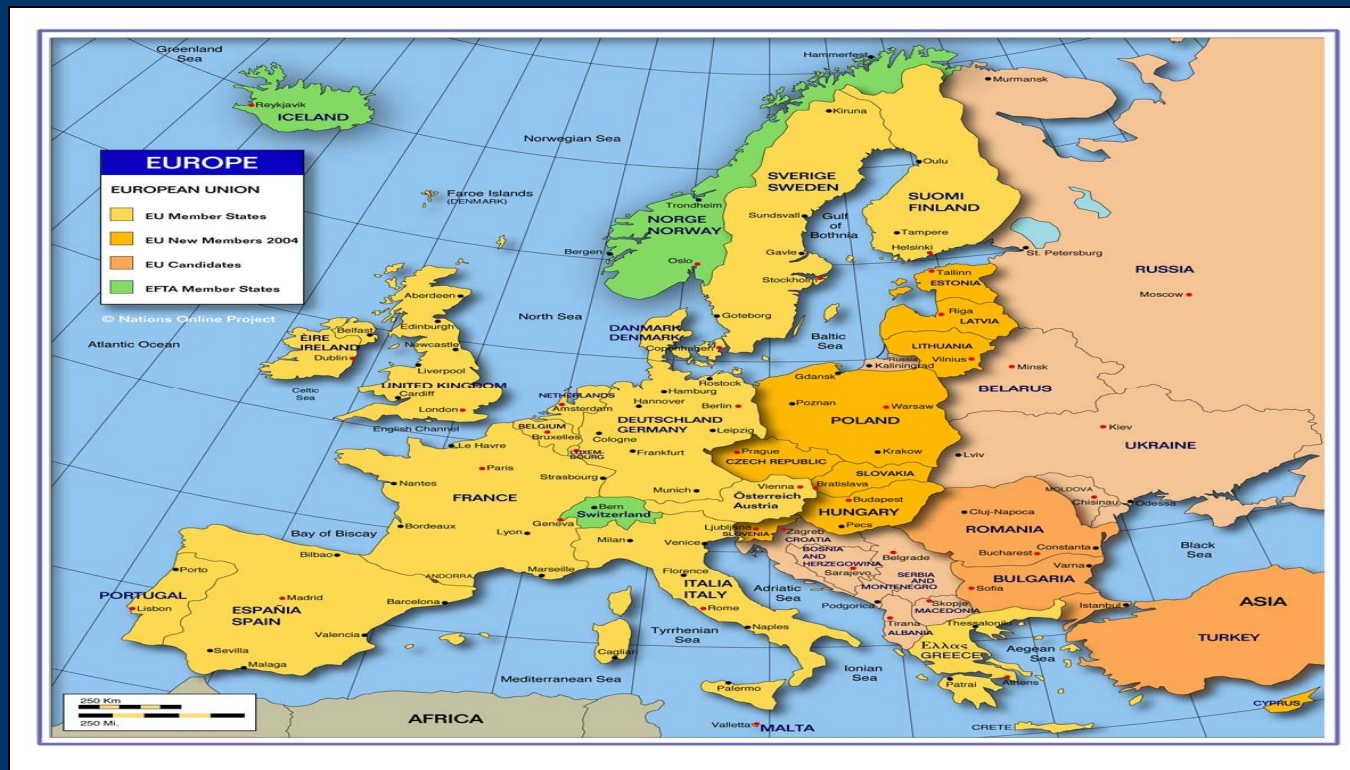 Greenland
Sea
Hammerfest
Murmansk
Reykjavik
ICELAND
Kiruna
Norwegian Sea
EUROPE
EUROPEAN UNION
EU Member States
EU New Members 2004
EU Candidates
EFTA Member States
© Nations Online Project
Faroe Islands
(DENMARK)
Oulu
SVERIGE
SWEDEN
SUOMI
FINLAND
Trondheim
NORGE
NORWAY
Sundsvall
Gulf
of
Bothnia
Tampere
Helsinki
Bergen
Oslo
Gavle
Stockholm
St. Petersburg
Tallinn
ESTONIA
RUSSIA
Moscow
Aberdeen
North Sea
Goteborg
Riga
LATVIA
Atlantic Ocean
Belfast
Edinburgh
ÉIRE
IRELAND
Dublin
Newcastle
DANMARK
DENMARK
Copenhagen
Baltic
Sea
LITHUANIA
Vilnius
Russia
Kaliningrad
Minsk
BELARUS
Liverpool
Celtic
Sea
UNITED KINGDOM
Cardiff
London
English Channel
NETHERLANDS
Amsterdam
Hamburg
Rostock
Hannover
Berlin
Gdansk
Poznan
Warsaw
POLAND
BELGIUM
Bruxelles
DEUTSCHLAND
GERMANY
Leipzig
Cologne
Kiev
UKRAINE
Le Havre
LUXEM-
BOURG
Frankfurt
Prague
CZECH REPUBLIC
Krakow
Lviv
Paris
Strasbourg
SLOVAKIA
Nantes
FRANCE
Munich
Vienna
Bratislava
Österreich
Austria
Budapest
HUNGARY
MOLDOVA
Chisinau
Odessa
Bern
Switzerland
Geneva
Cluj-Napoca
Bay of Biscay
Bordeaux
Lyon
Milan
Venice
Ljubljana
SLOVENIA
Zagreb
CROATIA
Pecs
ROMANIA
Bilbao
BOSNIA
AND
HERZEGOWINA
Sarajevo
Belgrade
Bucharest
Constanta
Black
Sea
Porto
ANDORRA
Marseille
Florence
SERBIA
AND
MONTENEGRO
Varna
BULGARIA
Sofia
PORTUGAL
Lisbon
Madrid
ESPAÑIA
SPAIN
Barcelona
ITALIA
ITALY
Rome
Adriatic
Sea
Podgorica
Skopje
MACEDONIA
Istanbul
ASIA
Valencia
Tyrrhenian
Sea
Naples
Tirana
ALBANIA
Thessaloniki
TURKEY
Sevilla
Malaga
Cagliari
Ελλας
GREECE
Aegean
Sea
Mediterranean Sea
Palermo
Ionian
Sea
Patrai
Athens
250 Km
250 Mi.
AFRICA
Valletta
MALTA
CRETE
CYPRUS